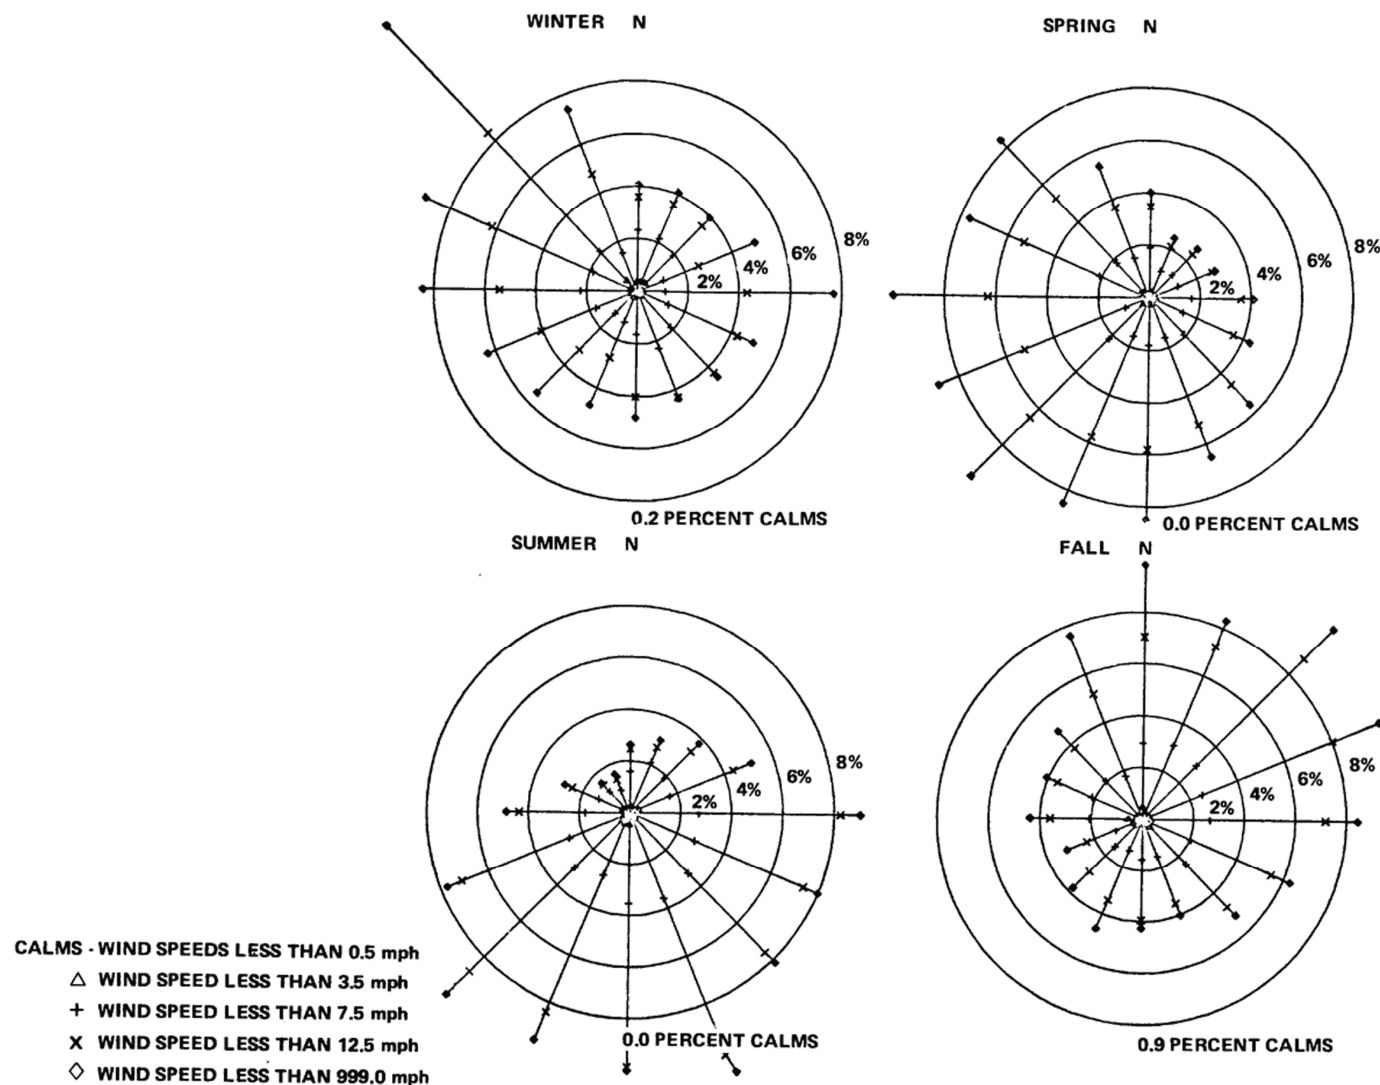 WINTER N
SPRING N
8%
6%
4%
2%
8%
6%
4%
2%
0.2 PERCENT CALMS
0.0 PERCENT CALMS
SUMMER N
FALL N
8%
6%
4%
2%
8%
6%
4%
2%
0.0 PERCENT CALMS
0.9 PERCENT CALMS
CALMS - WIND SPEEDS LESS THAN 0.5 mph
△ WIND SPEED LESS THAN 3.5 mph
+ WIND SPEED LESS THAN 7.5 mph
x WIND SPEED LESS THAN 12.5 mph
◇ WIND SPEED LESS THAN 999.0 mph